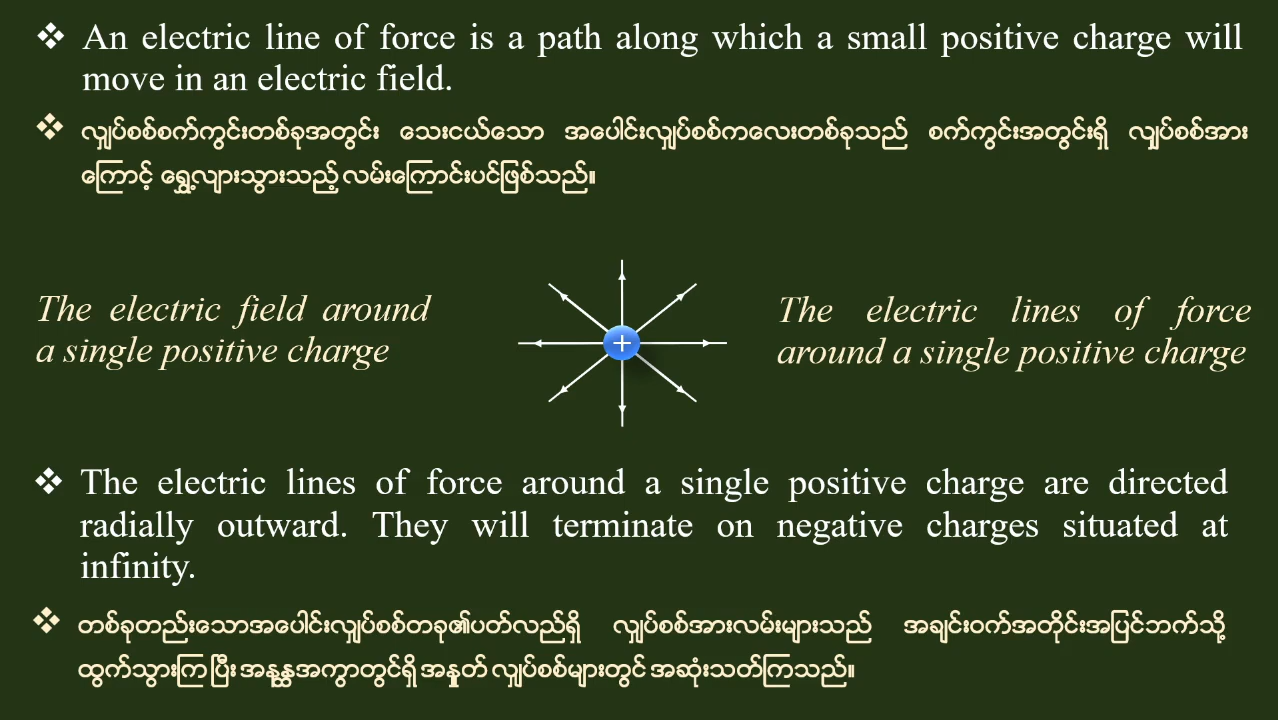 ❖ An electric line of force is a path along which a small positive charge will
move in an electric field.
❖ လျှပ်စစ်စက်ကွင်းတစ်ခုအတွင်း သေးငယ်သော အပေါင်းလျှပ်စစ်ကလေးတစ်ခုသည် စက်ကွင်းအတွင်းရှိ လျှပ်စစ်အား
ကြောင့် ရွေ့လျားသွားသည့် လမ်းကြောင်းပင်ဖြစ်သည်။
The electric field around
a single positive charge
+
The electric lines of force
around a single positive charge
❖ The electric lines of force around a single positive charge are directed
radially outward. They will terminate on negative charges situated at
infinity.
❖ တစ်ခုတည်းသောအပေါင်းလျှပ်စစ်တခု၏ပတ်လည်ရှိ လျှပ်စစ်အားလမ်းများသည် အချင်းဝက်အတိုင်းအပြင်ဘက်သို့
ထွက်သွားကြပြီး အနန္တအကွာတွင်ရှိ အနုတ် လျှပ်စစ်များတွင် အဆုံးသတ်ကြသည်။